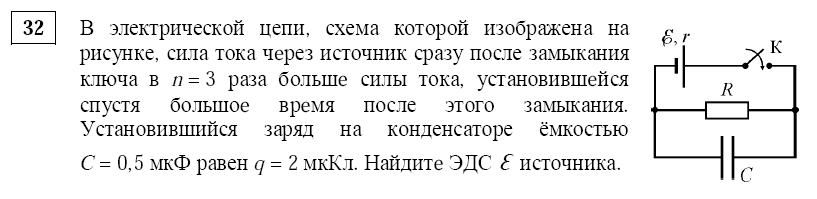 32
В электрической цепи, схема которой изображена на
рисунке, сила тока через источник сразу после замыкания
ключа в n = 3 раза больше силы тока, установившейся
спустя большое время после этого замыкания.
Установившийся заряд на конденсаторе ёмкостью
C = 0,5 мкФ равен q = 2 мкКл. Найдите ЭДС ℰ источника.
ℰ, r
К
R
C